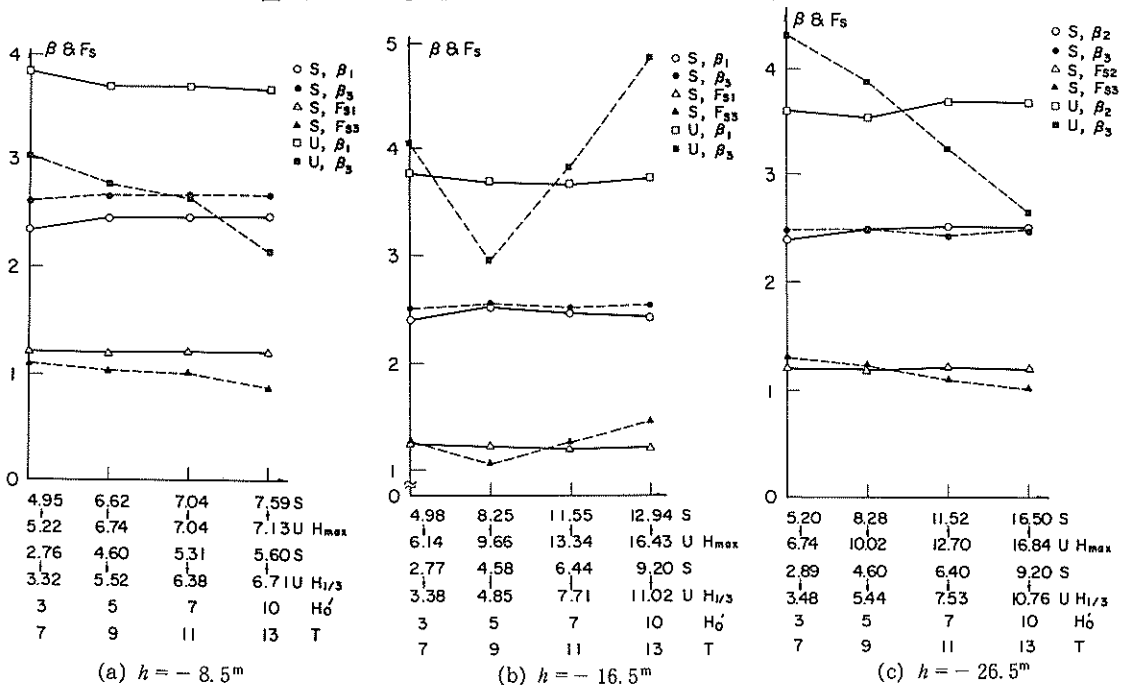 β & Fs
4
3
2
1
0
○ S, β₁
● S, β₃
△ S, Fs₁
▲ S, Fs₃
□ U, β₁
■ U, β₃
4.95 6.62 7.04 7.59 S
5.22 6.74 7.04 7.13 U Hmax
2.76 4.60 5.31 5.60 S
3.32 5.52 6.38 6.71 U H1/3
3 5 7 10 H₀′
7 9 11 13 T
(a) h = − 8.5ᵐ
β & Fs
5
4
3
2
1
0
○ S, β₁
● S, β₃
△ S, Fs₁
▲ S, Fs₃
□ U, β₁
■ U, β₃
4.98 8.25 11.55 12.94 S
6.14 9.66 13.34 16.43 U Hmax
2.77 4.58 6.44 9.20 S
3.38 4.85 7.71 11.02 U H1/3
3 5 7 10 H₀′
7 9 11 13 T
(b) h = − 16.5ᵐ
β & Fs
4
3
2
1
0
○ S, β₂
● S, β₃
△ S, Fs₂
▲ S, Fs₃
□ U, β₂
■ U, β₃
5.20 8.28 11.52 16.50 S
6.74 10.02 12.70 16.84 U Hmax
2.89 4.60 6.40 9.20 S
3.48 5.44 7.53 10.76 U H1/3
3 5 7 10 H₀′
7 9 11 13 T
(c) h = − 26.5ᵐ